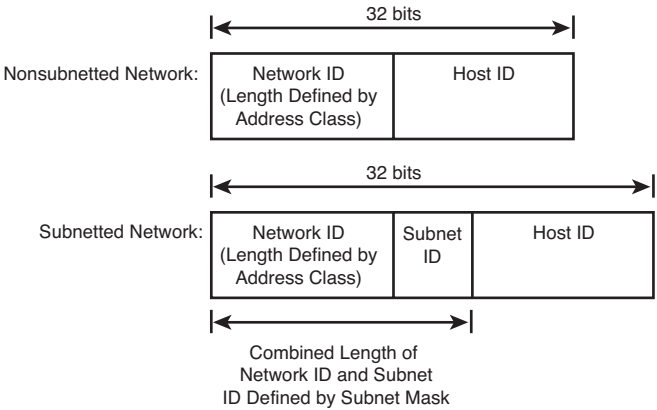 32 bits
Nonsubnetted Network:
Network ID
(Length Defined by
Address Class)
Host ID
32 bits
Subnetted Network:
Network ID
(Length Defined by
Address Class)
Subnet
ID
Host ID
Combined Length of
Network ID and Subnet
ID Defined by Subnet Mask